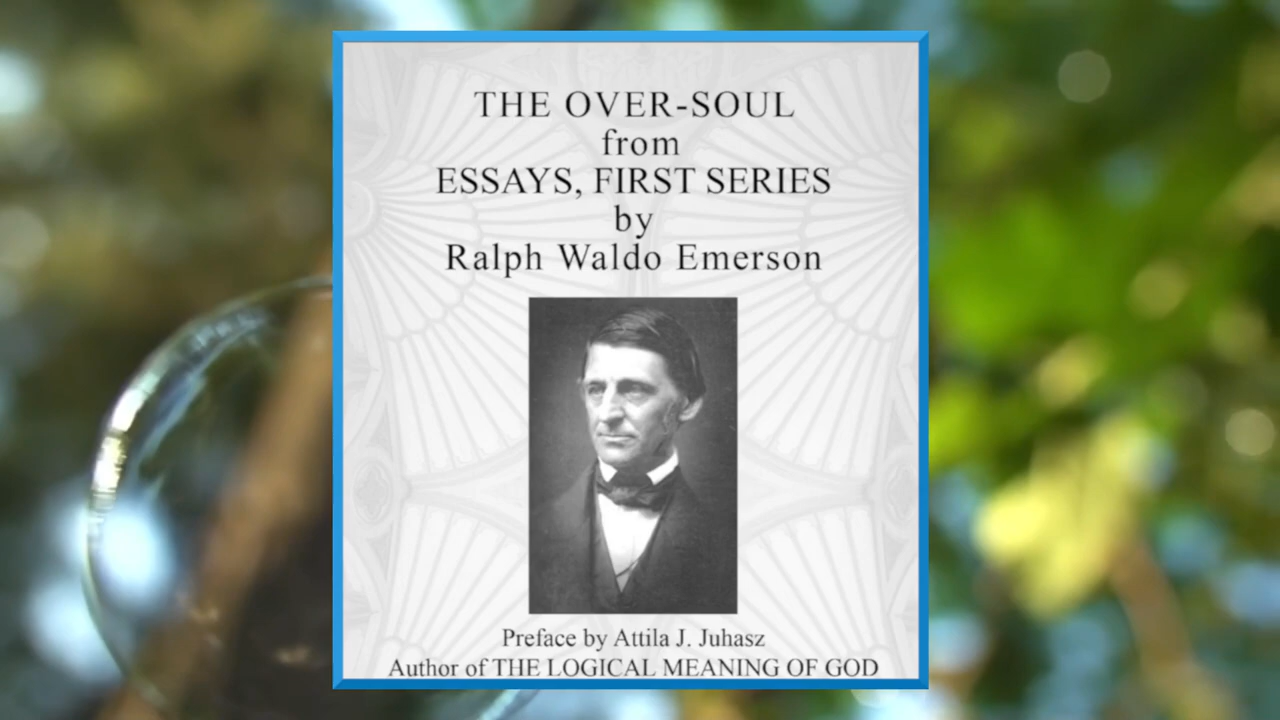 THE OVER-SOUL
from
ESSAYS, FIRST SERIES
by
Ralph Waldo Emerson
Preface by Attila J. Juhasz
Author of THE LOGICAL MEANING OF GOD